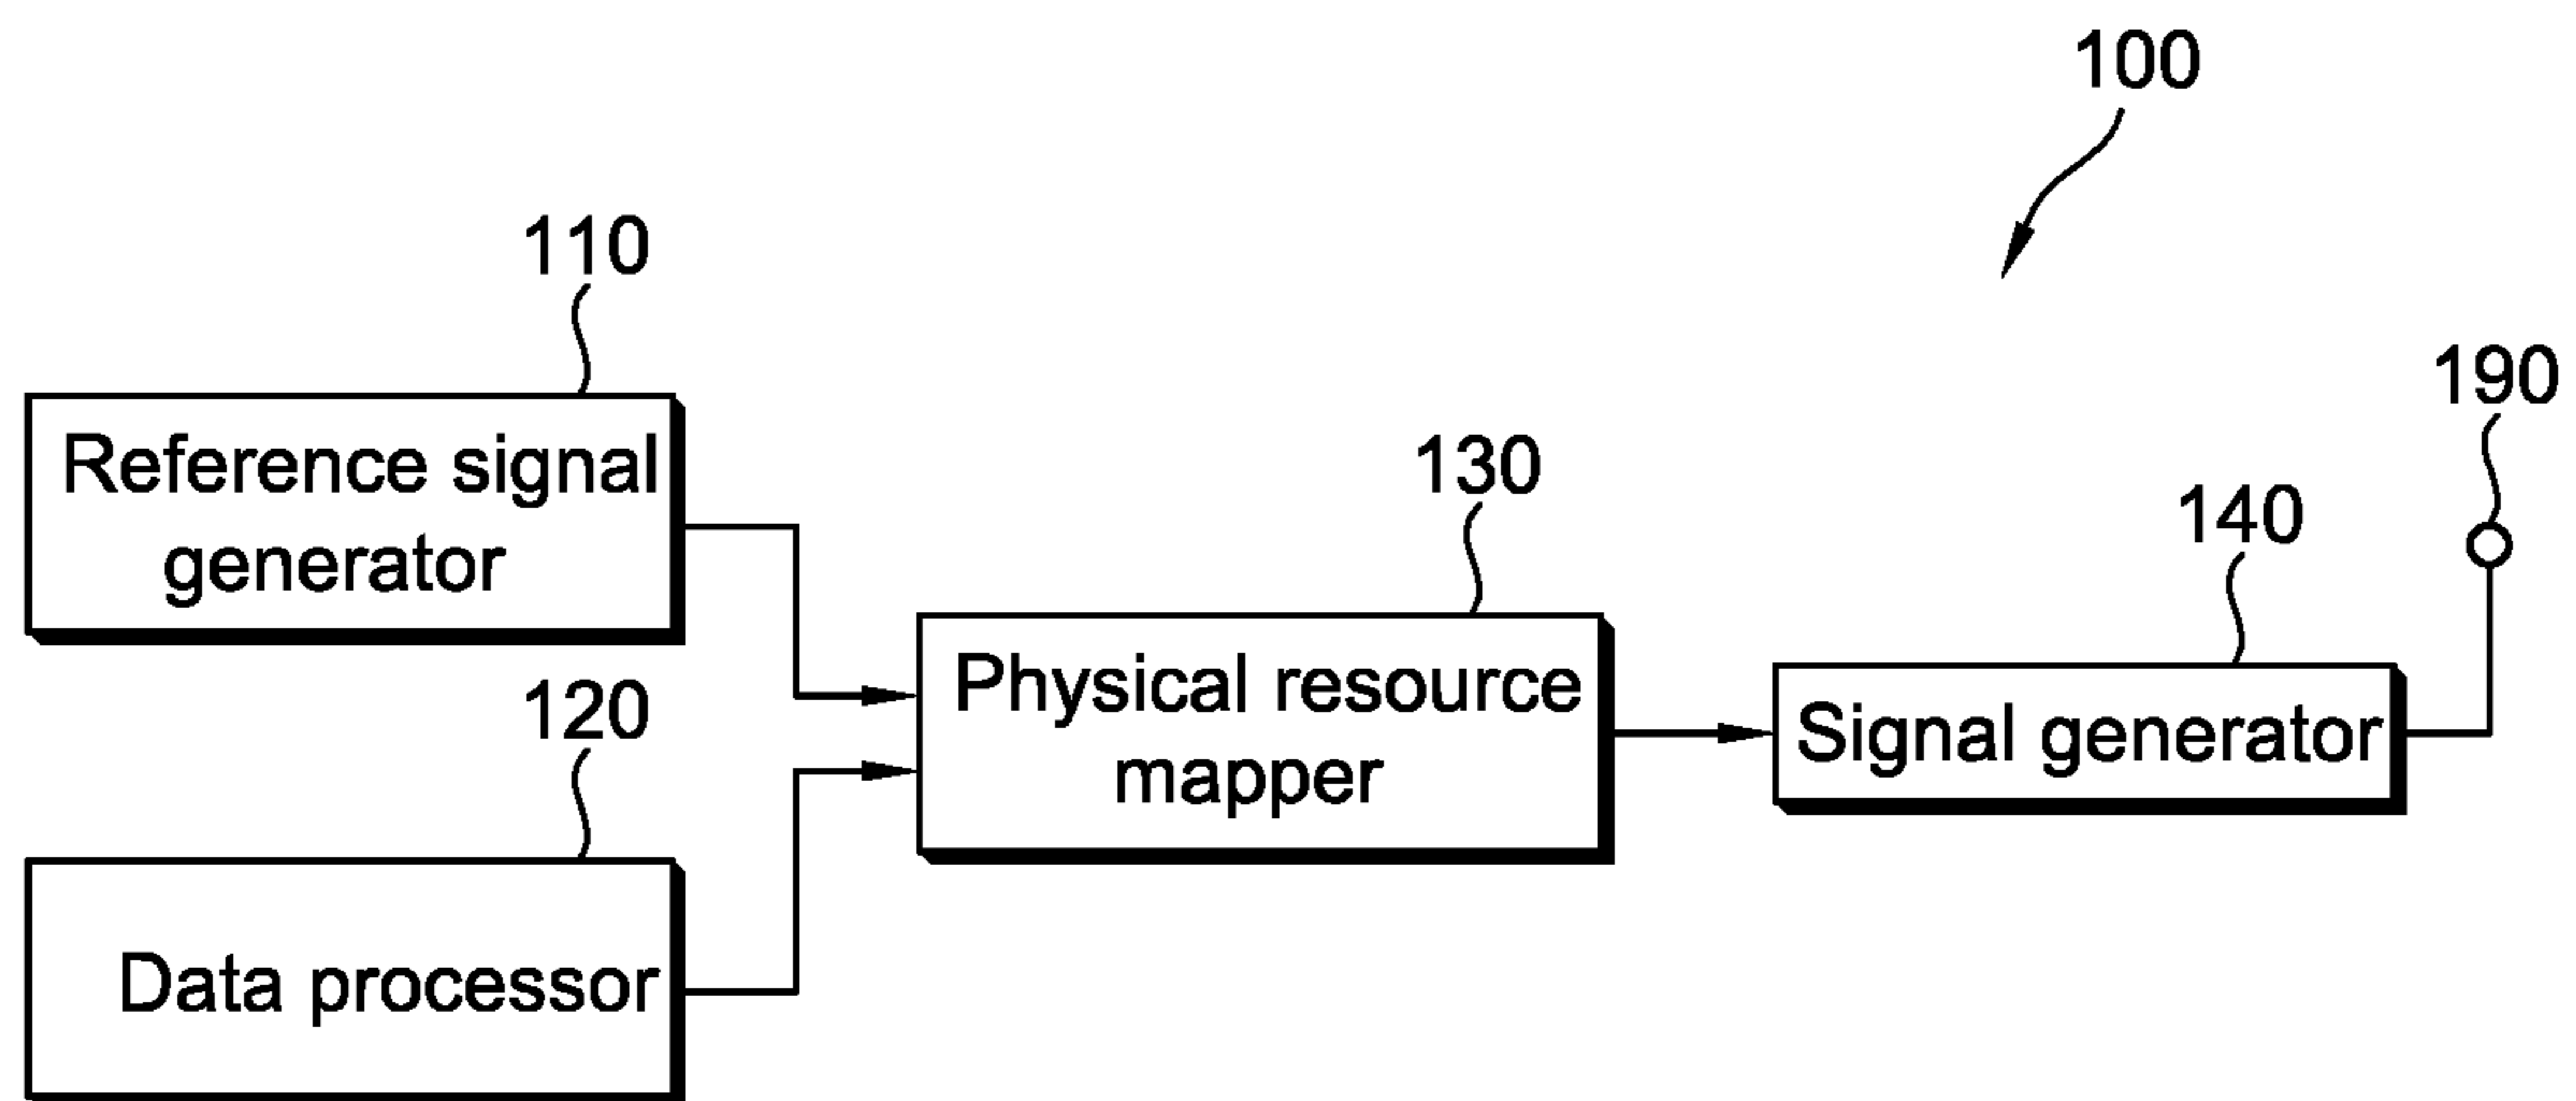 100
110
Reference signal
generator
120
Data processor
130
Physical resource
mapper
140
Signal generator
190